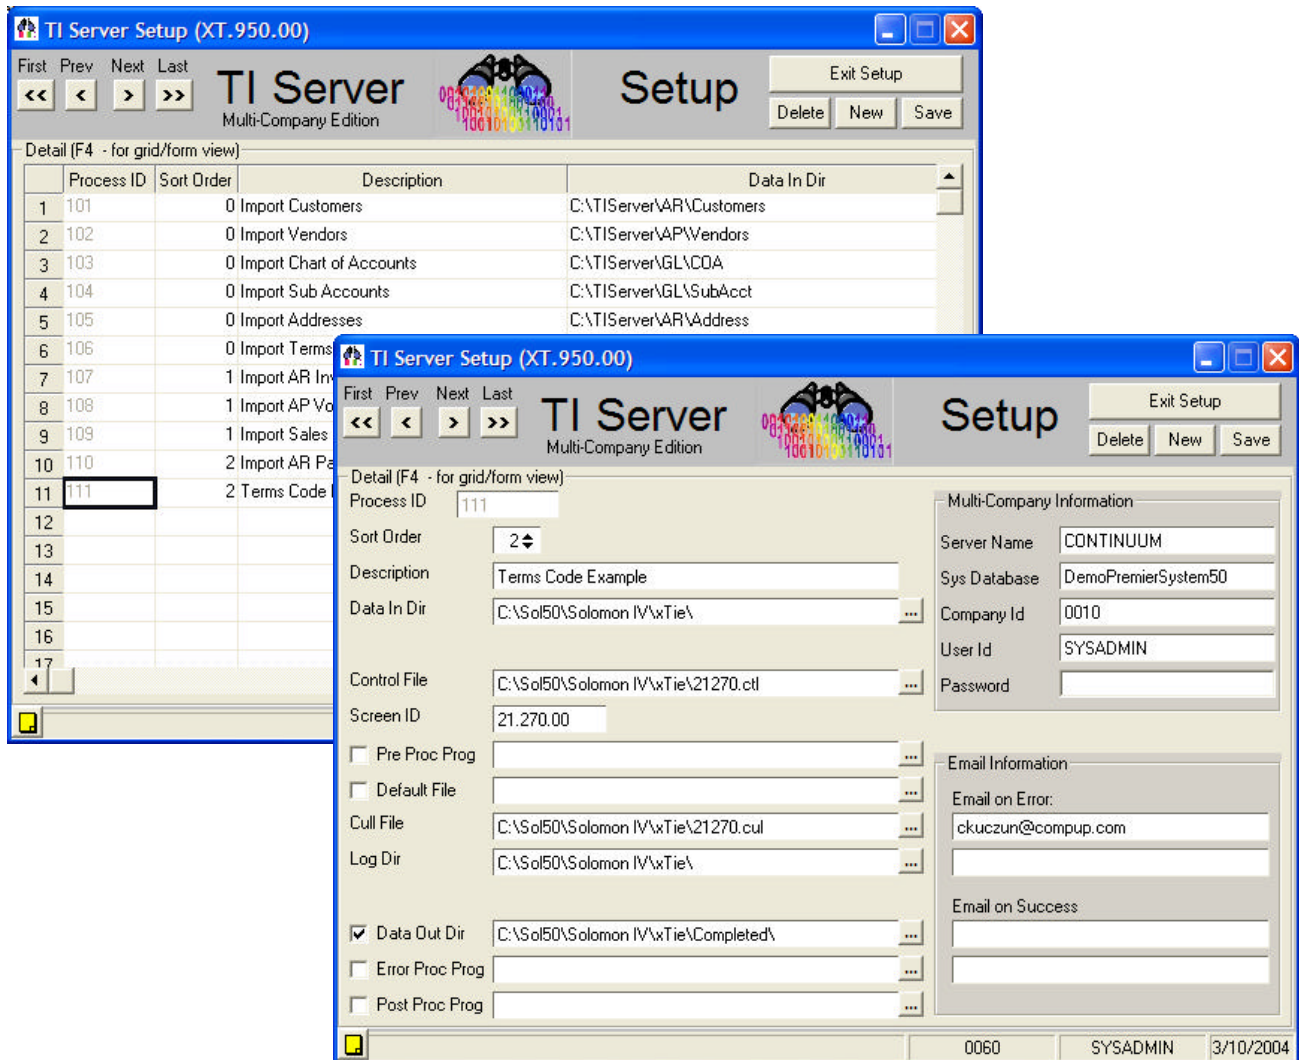 TI Server Setup (XT.950.00)
First Prev Next Last
<< < > >>
TI Server
Multi-Company Edition
Setup
Exit Setup
Delete New Save
Detail (F4 - for grid/form view)
Process ID Sort Order Description Data In Dir
1 101 0 Import Customers C:\TIServer\AR\Customers
2 102 0 Import Vendors C:\TIServer\AP\Vendors
3 103 0 Import Chart of Accounts C:\TIServer\GL\COA
4 104 0 Import Sub Accounts C:\TIServer\GL\SubAcct
5 105 0 Import Addresses C:\TIServer\AR\Address
6 106 0 Import Terms
7 107 1 Import AR Inv
8 108 1 Import AP Vo
9 109 1 Import Sales
10 110 2 Import AR Pa
11 111 2 Terms Code
12
13
14
15
16
17
TI Server Setup (XT.950.00)
First Prev Next Last
<< < > >>
TI Server
Multi-Company Edition
Setup
Exit Setup
Delete New Save
Detail (F4 - for grid/form view)
Process ID 111
Sort Order 2
Description Terms Code Example
Data In Dir C:\Sol50\Solomon IV\xTie\ ...
Control File C:\Sol50\Solomon IV\xTie\21270.ctl ...
Screen ID 21.270.00
Pre Proc Prog ...
Default File ...
Cull File C:\Sol50\Solomon IV\xTie\21270.cul ...
Log Dir C:\Sol50\Solomon IV\xTie\ ...
Data Out Dir C:\Sol50\Solomon IV\xTie\Completed\ ...
Error Proc Prog ...
Post Proc Prog ...
Multi-Company Information
Server Name CONTINUUM
Sys Database DemoPremierSystem50
Company Id 0010
User Id SYSADMIN
Password
Email Information
Email on Error:
ckuczun@compup.com
Email on Success
0060 SYSADMIN 3/10/2004